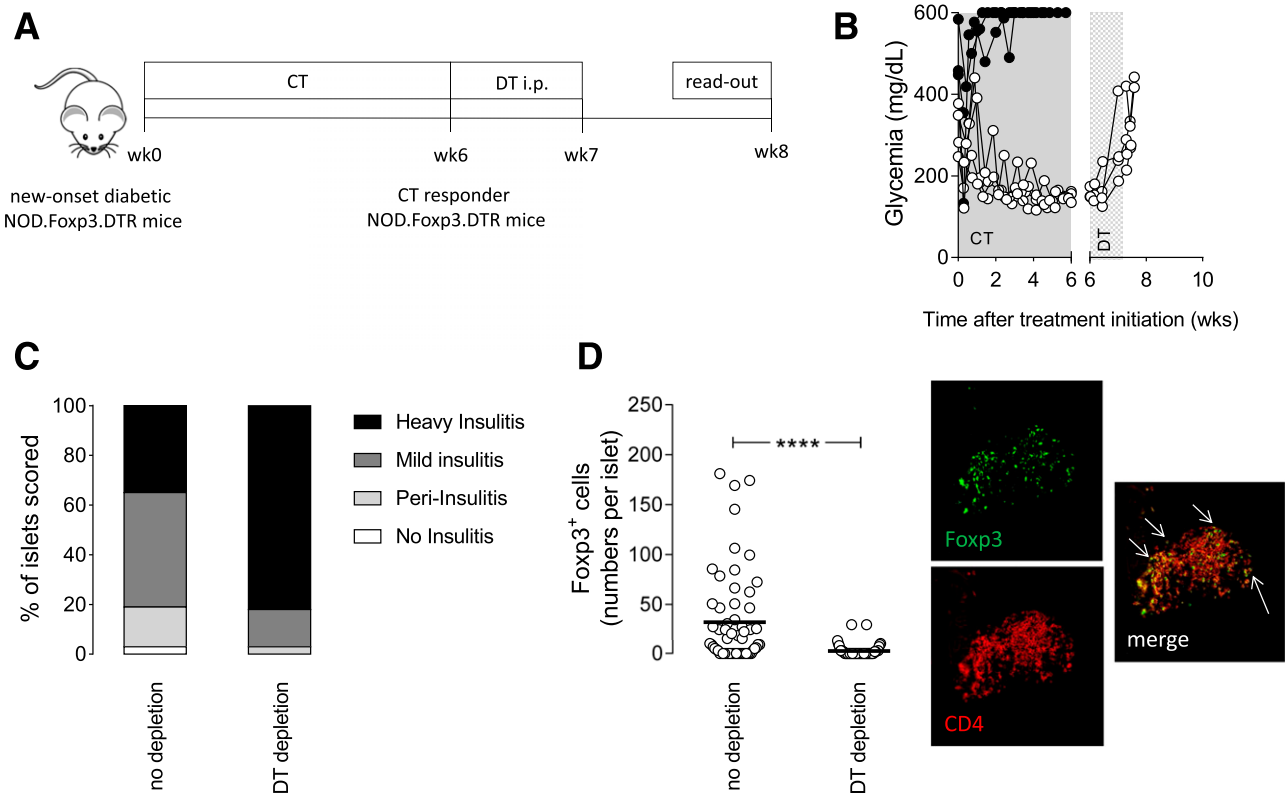 A
CT
DT i.p.
read-out
wk0
wk6
wk7
wk8
new-onset diabetic
NOD.Foxp3.DTR mice
CT responder
NOD.Foxp3.DTR mice
B
Glycemia (mg/dL)
600
400
200
0
CT
DT
0
2
4
6
6
8
10
Time after treatment initiation (wks)
C
% of islets scored
100
80
60
40
20
0
no depletion
DT depletion
Heavy Insulitis
Mild insulitis
Peri-Insulitis
No Insulitis
D
Foxp3+ cells
(numbers per islet)
250
200
150
100
50
0
****
no depletion
DT depletion
Foxp3
CD4
merge